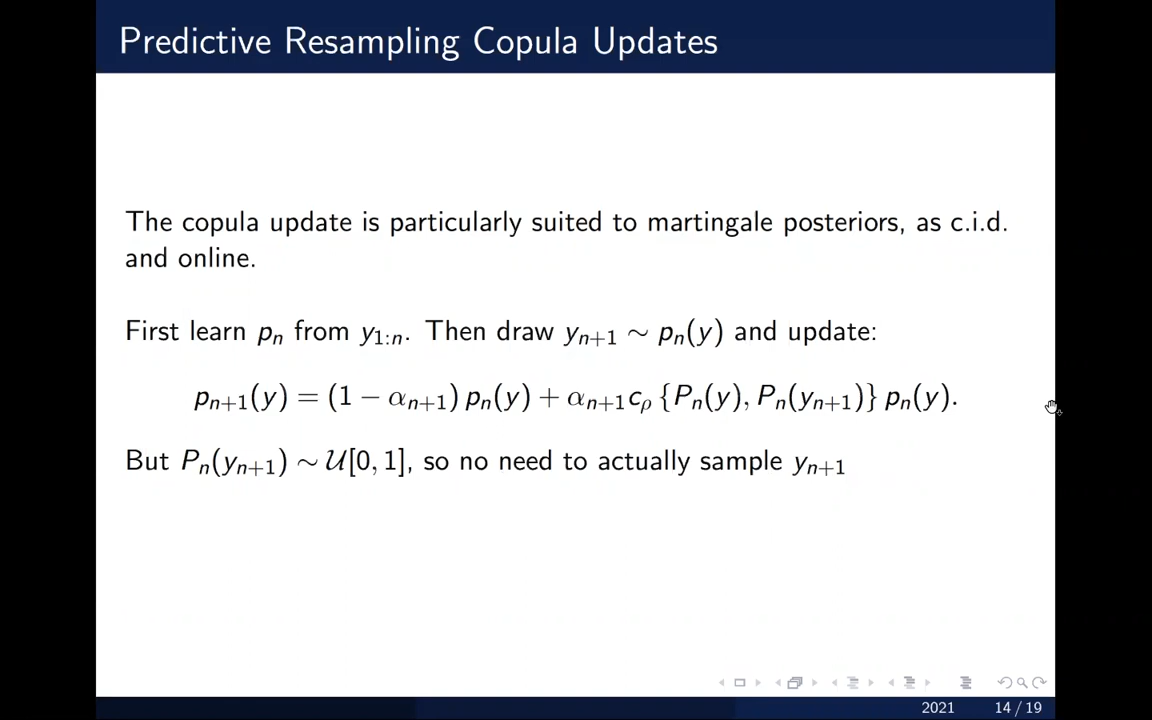 Predictive Resampling Copula Updates
The copula update is particularly suited to martingale posteriors, as c.i.d.
and online.
First learn pₙ from y₁:ₙ. Then draw yₙ₊₁ ∼ pₙ(y) and update:
pₙ₊₁(y) = (1 − αₙ₊₁) pₙ(y) + αₙ₊₁cᵨ {Pₙ(y), Pₙ(yₙ₊₁)} pₙ(y).
But Pₙ(yₙ₊₁) ∼ 𝒰[0, 1], so no need to actually sample yₙ₊₁
2021 14 / 19